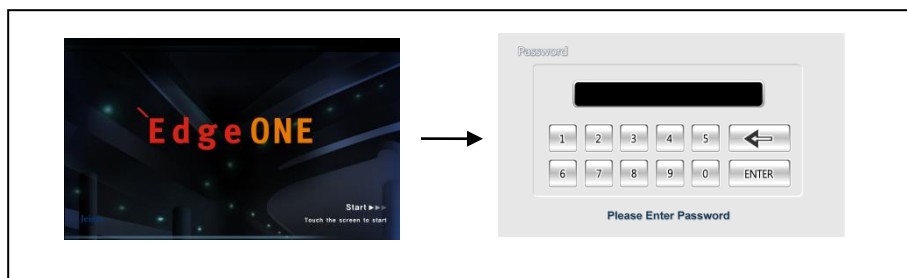 EdgeONE
Start ▶▶▶
Touch the screen to start
Password
1 2 3 4 5
6 7 8 9 0 ENTER
Please Enter Password